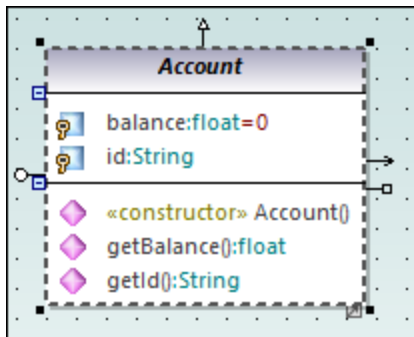 Account
balance:float=0
id:String
«constructor» Account()
getBalance():float
getId():String